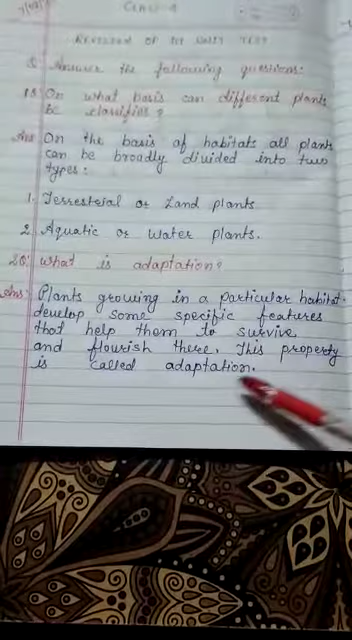 Class-4
REVISION OF 1st UNIT TEST
Q Answer the following questions:
1Q On what basis can different plants
be classified?
Ans On the basis of habitats all plants
can be broadly divided into two
types:
1. Terrestrial or Land plants
2. Aquatic or Water plants.
2Q. What is adaptation?
Ans: Plants growing in a particular habitat
develop some specific features
that help them to survive
and flourish there. This property
is called adaptation.